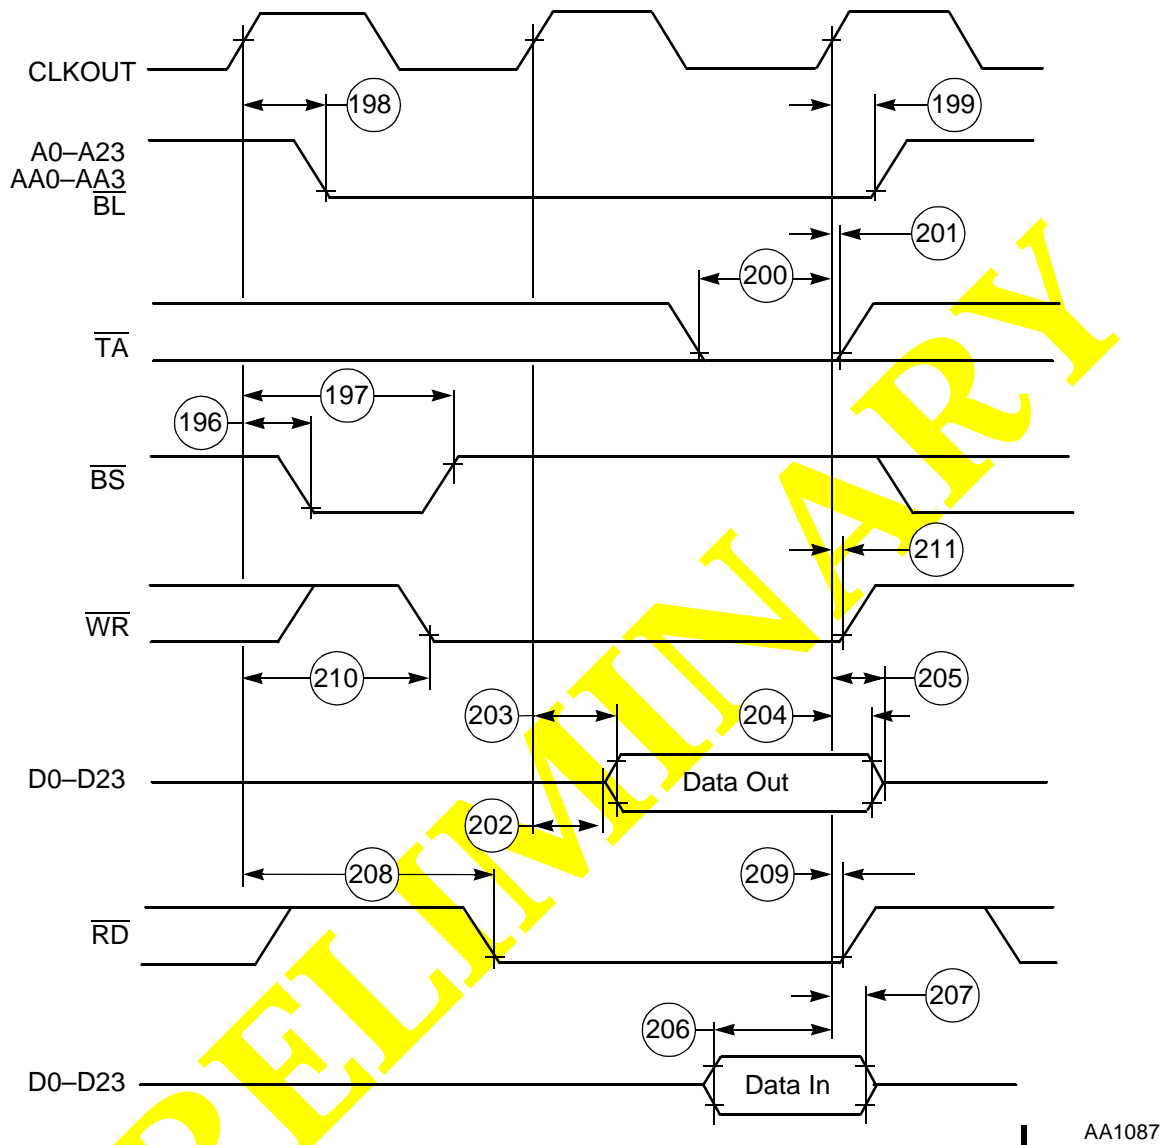 CLKOUT
198
199
A0–A23
AA0–AA3
BL
201
200
TA
197
196
BS
211
WR
210
205
203
204
D0–D23
Data Out
202
208
209
RD
207
206
D0–D23
Data In
AA1087
PELIMINARY